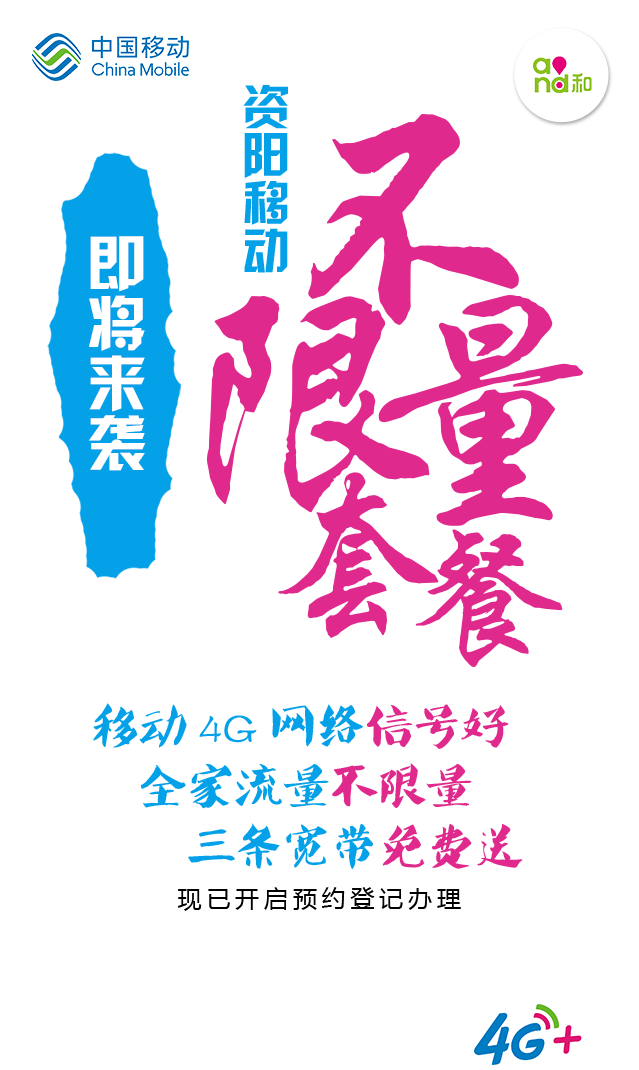 中国移动
China Mobile
and和
资阳移动
不限量套餐
即将来袭
移动4G网络信号好
全家流量不限量
三条宽带免费送
现已开启预约登记办理
4G+